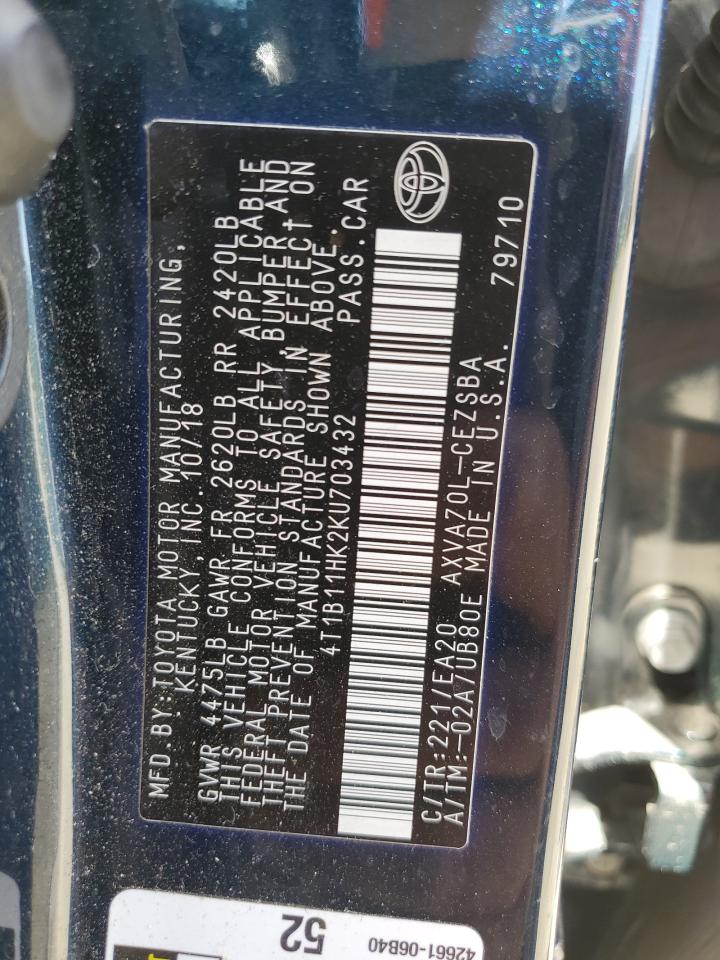 MFD.BY:TOYOTA MOTOR MANUFACTURING,
KENTUCKY, INC. 10/18
GVWR 4475LB GAWR FR 2620LB RR 2420LB
THIS VEHICLE CONFORMS TO ALL APPLICABLE
FEDERAL MOTOR VEHICLE SAFETY, BUMPER, AND
THEFT PREVENTION STANDARDS IN EFFECT ON
THE DATE OF MANUFACTURE SHOWN ABOVE.
4T1B11HK2KU703432 PASS.CAR
C/TR:221/EA20 AXVA70L-CEZSBA 79710
A/TM:-02A/UB80E MADE IN U.S.A.
52
42661-06B40